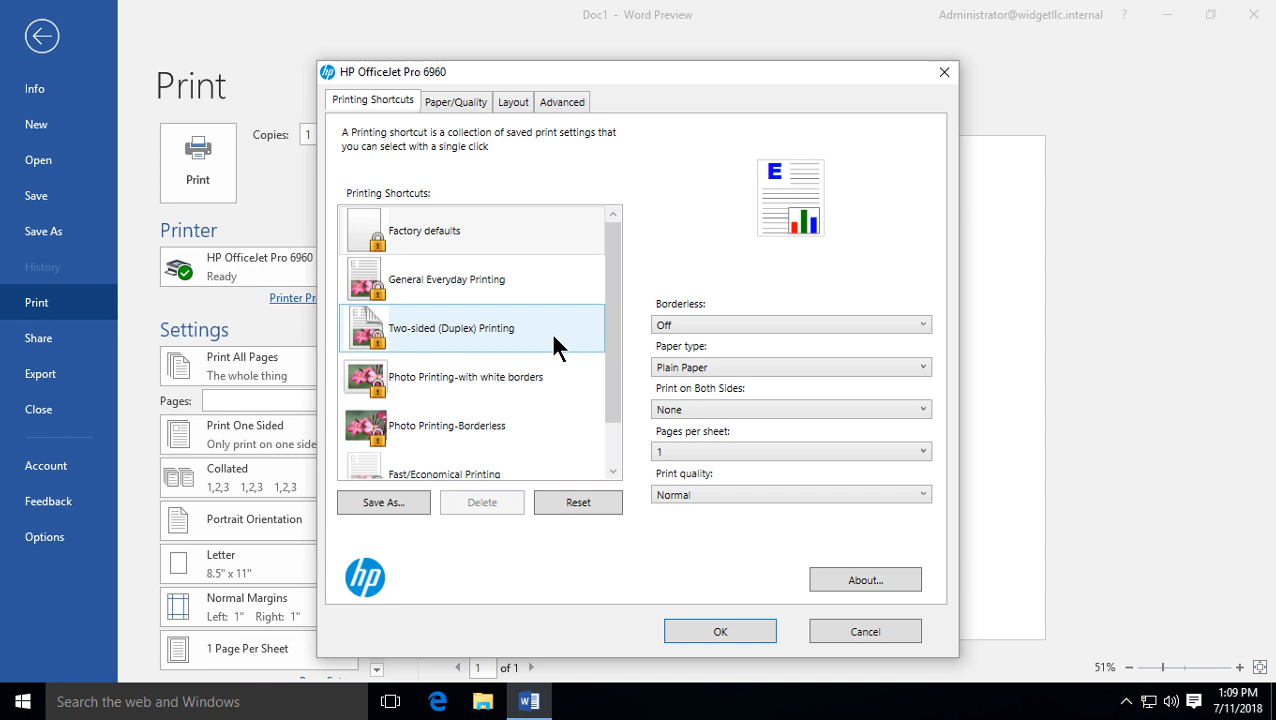 Doc1 - Word Preview
Administrator@widgetllc.internal
?
Info
New
Open
Save
Save As
History
Print
Share
Export
Close
Account
Feedback
Options
Print
Print
Copies: 1
Printer
HP OfficeJet Pro 6960
Ready
Printer Pr
Settings
Print All Pages
The whole thing
Pages:
Print One Sided
Only print on one side
Collated
1,2,3 1,2,3 1,2,3
Portrait Orientation
Letter
8.5" x 11"
Normal Margins
Left: 1" Right: 1"
1 Page Per Sheet
HP OfficeJet Pro 6960
Printing Shortcuts
Paper/Quality
Layout
Advanced
A Printing shortcut is a collection of saved print settings that
you can select with a single click
Printing Shortcuts:
Factory defaults
General Everyday Printing
Two-sided (Duplex) Printing
Photo Printing-with white borders
Photo Printing-Borderless
Fast/Economical Printing
Save As...
Delete
Reset
E
Borderless:
Off
Paper type:
Plain Paper
Print on Both Sides:
None
Pages per sheet:
1
Print quality:
Normal
hp
About...
OK
Cancel
1 of 1
51%
Search the web and Windows
1:09 PM
7/11/2018